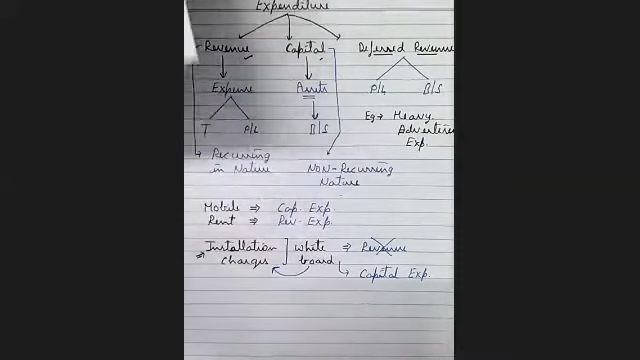 Expenditure
Revenue Capital Deferred Revenue
Expense Assets P/L B/S
T P/L B/S Eg → Heavy
Advertise
Exp.
Recurring
in Nature
NON-Recurring
Nature
Mobile ⇒ Cap. Exp.
Rent ⇒ Rev. Exp.
⇒ Installation ] White ⇒ Revenue
charges board ↳ Capital Exp.